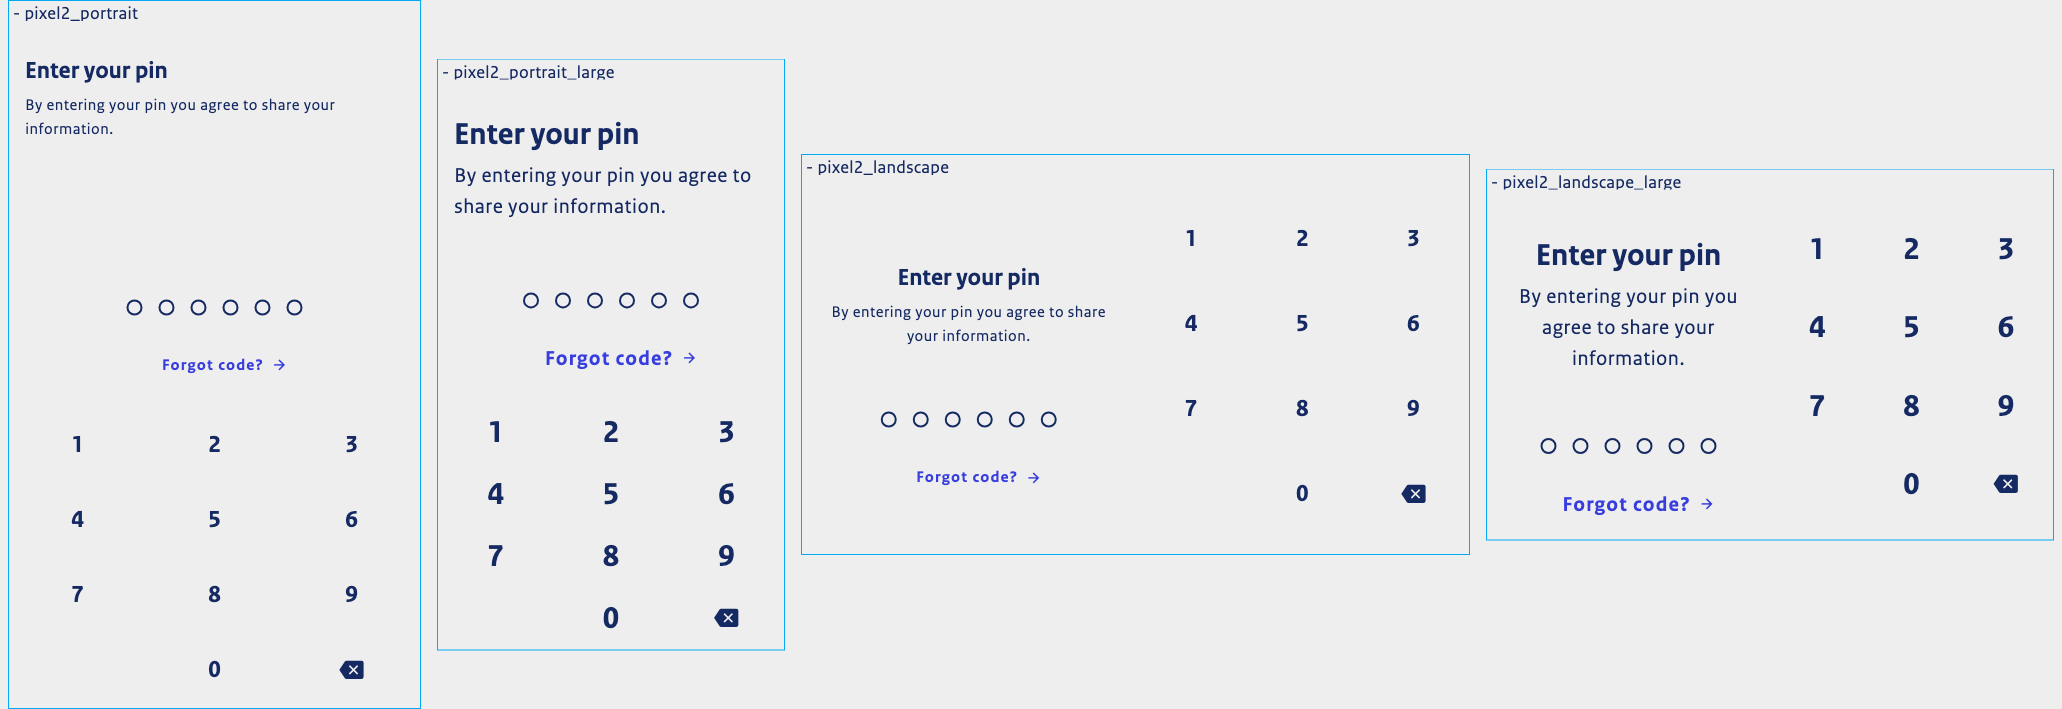 - pixel2_portrait
Enter your pin
By entering your pin you agree to share your
information.
Forgot code?
1 2 3
4 5 6
7 8 9
0
- pixel2_portrait_large
Enter your pin
By entering your pin you agree to
share your information.
Forgot code?
1 2 3
4 5 6
7 8 9
0
- pixel2_landscape
Enter your pin
By entering your pin you agree to share
your information.
Forgot code?
1 2 3
4 5 6
7 8 9
0
- pixel2_landscape_large
Enter your pin
By entering your pin you
agree to share your
information.
Forgot code?
1 2 3
4 5 6
7 8 9
0